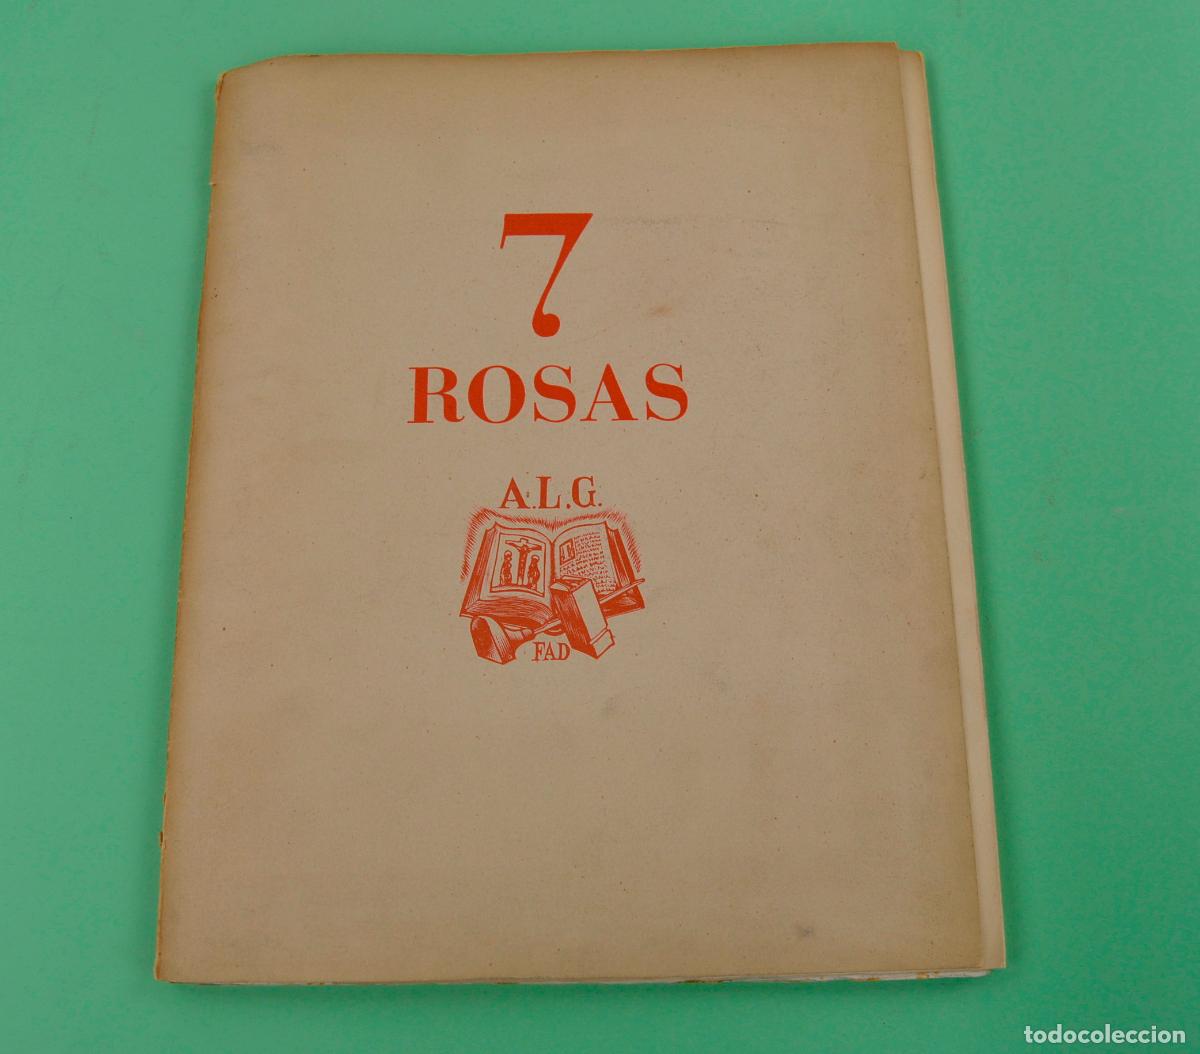 7
ROSAS
A.L.G.
FAD
todocoleccion